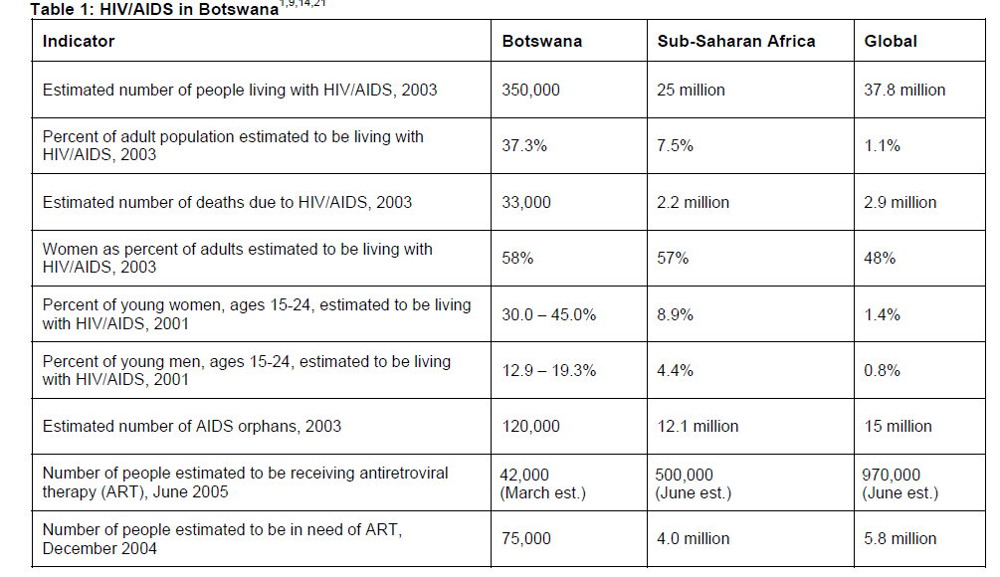 Table 1: HIV/AIDS in Botswana1,9,14,21
Indicator Botswana Sub-Saharan Africa Global
Estimated number of people living with HIV/AIDS, 2003 350,000 25 million 37.8 million
Percent of adult population estimated to be living with
HIV/AIDS, 2003 37.3% 7.5% 1.1%
Estimated number of deaths due to HIV/AIDS, 2003 33,000 2.2 million 2.9 million
Women as percent of adults estimated to be living with
HIV/AIDS, 2003 58% 57% 48%
Percent of young women, ages 15-24, estimated to be living
with HIV/AIDS, 2001 30.0 – 45.0% 8.9% 1.4%
Percent of young men, ages 15-24, estimated to be living
with HIV/AIDS, 2001 12.9 – 19.3% 4.4% 0.8%
Estimated number of AIDS orphans, 2003 120,000 12.1 million 15 million
Number of people estimated to be receiving antiretroviral 42,000 500,000 970,000
therapy (ART), June 2005 (March est.) (June est.) (June est.)
Number of people estimated to be in need of ART,
December 2004 75,000 4.0 million 5.8 million